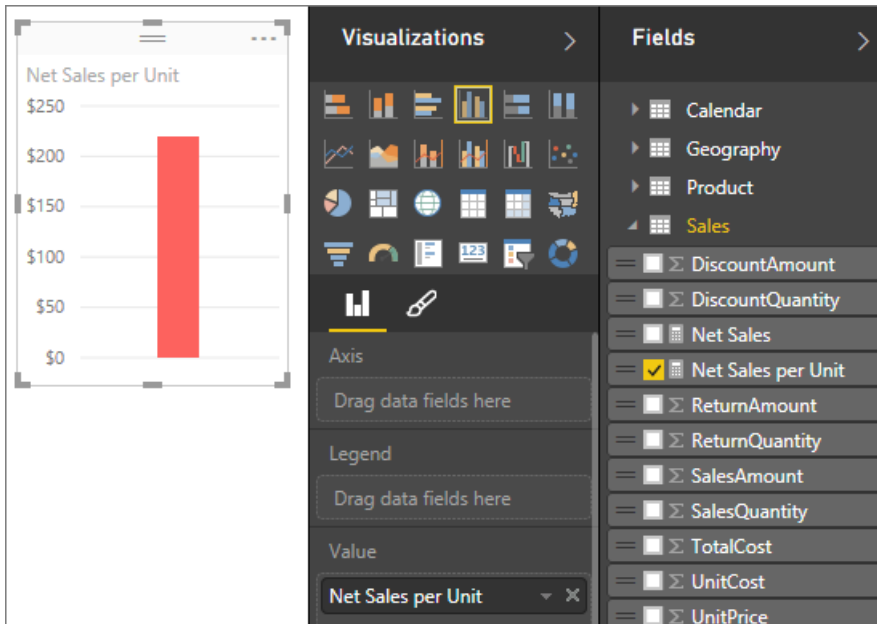 Net Sales per Unit
$250
$200
$150
$100
$50
$0
Visualizations
123
Axis
Drag data fields here
Legend
Drag data fields here
Value
Net Sales per Unit
Fields
Calendar
Geography
Product
Sales
Σ DiscountAmount
Σ DiscountQuantity
Net Sales
Net Sales per Unit
Σ ReturnAmount
Σ ReturnQuantity
Σ SalesAmount
Σ SalesQuantity
Σ TotalCost
Σ UnitCost
Σ UnitPrice